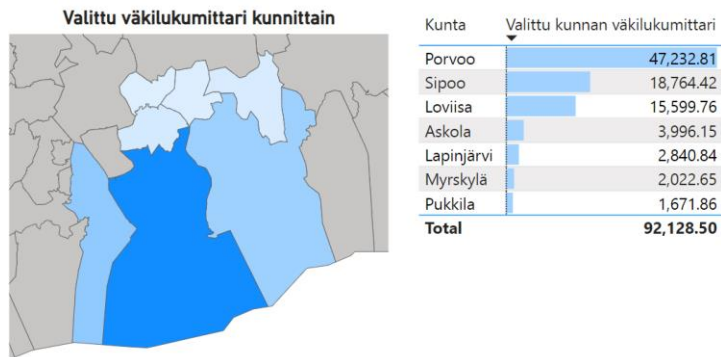 Valittu väkilukumittari kunnittain
Kunta Valittu kunnan väkilukumittari
Porvoo 47,232.81
Sipoo 18,764.42
Loviisa 15,599.76
Askola 3,996.15
Lapinjärvi 2,840.84
Myrskylä 2,022.65
Pukkila 1,671.86
Total 92,128.50